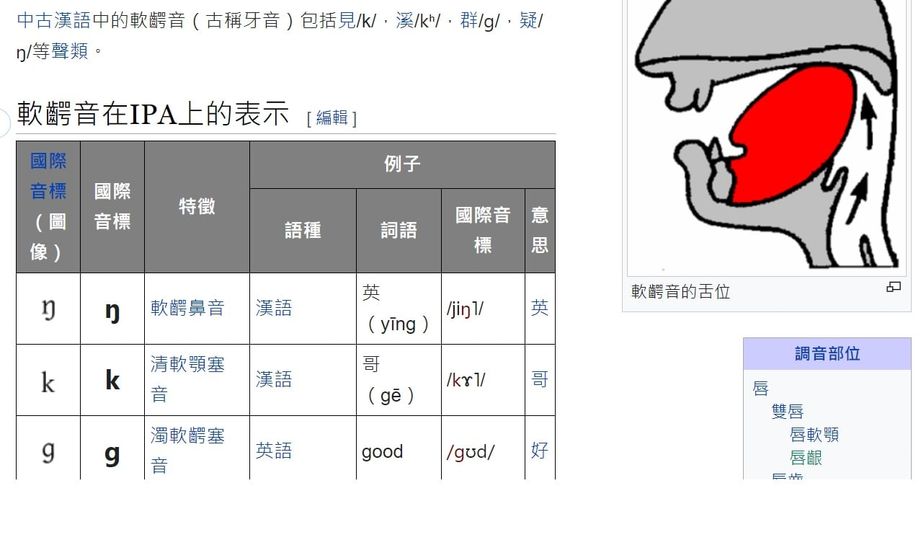 中古漢語中的軟齶音（古稱牙音）包括見/k/，溪/kʰ/，群/ɡ/，疑/
ŋ/等聲類。
軟齶音在IPA上的表示 [編輯]
國際
音標
（圖
像）
國際
音標
特徵
例子
語種
詞語
國際音
標
意
思
ŋ
ŋ
軟齶鼻音
漢語
英
（yīng）
/jiŋ˥/
英
k
k
清軟顎塞
音
漢語
哥
（gē）
/kɤ˥/
哥
ɡ
ɡ
濁軟齶塞
音
英語
good
/ɡʊd/
好
軟齶音的舌位
調音部位
唇
雙唇
唇軟顎
唇齦
唇齒